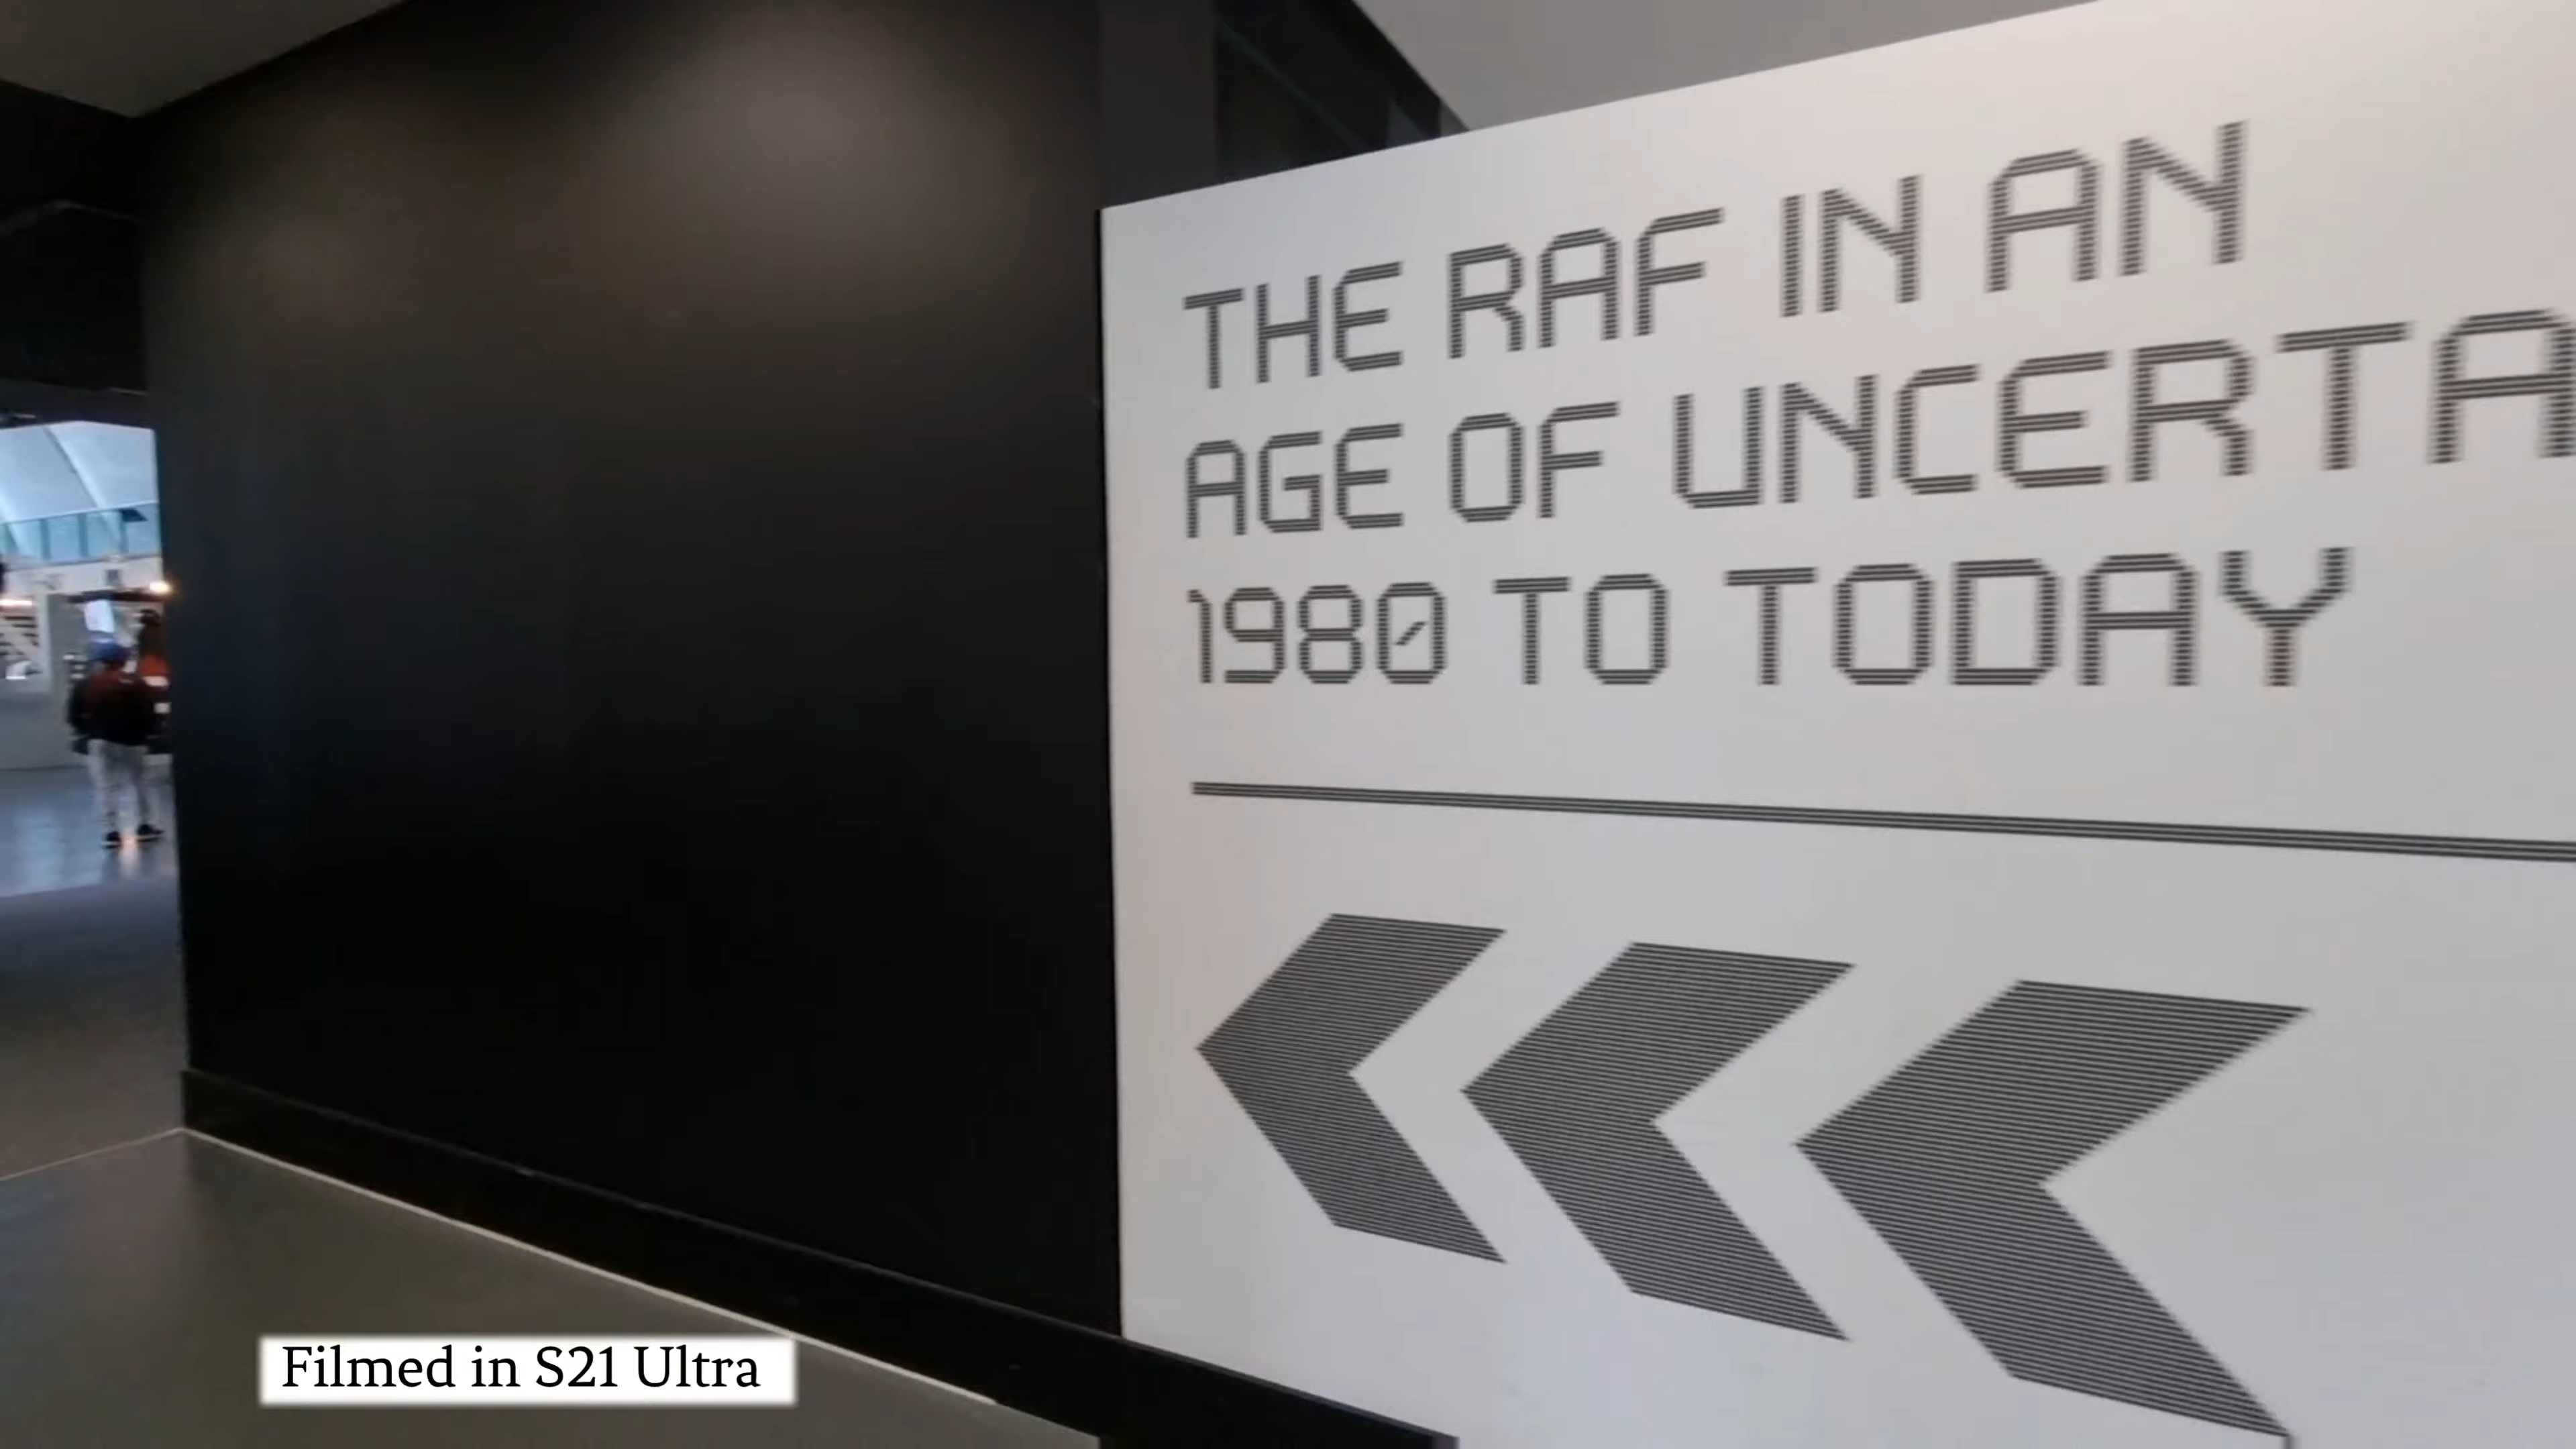 THE RAF IN AN
AGE OF UNCERTA
1980 TO TODAY
Filmed in S21 Ultra